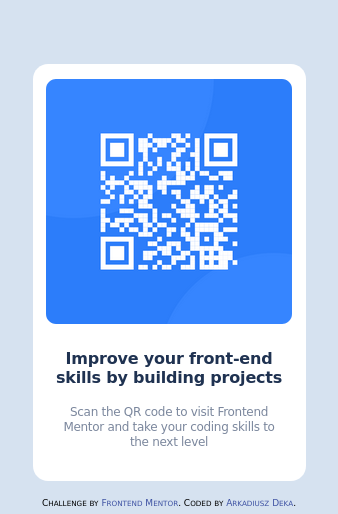 Improve your front-end
skills by building projects
Scan the QR code to visit Frontend
Mentor and take your coding skills to
the next level
Challenge by Frontend Mentor. Coded by Arkadiusz Deka.